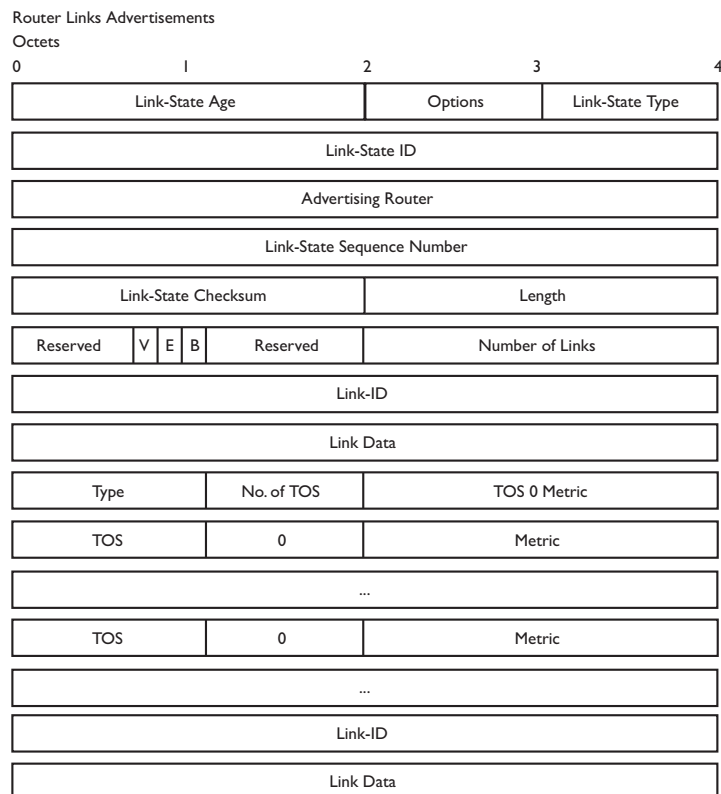 Router Links Advertisements
Octets
0 1 2 3 4
Link-State Age Options Link-State Type
Link-State ID
Advertising Router
Link-State Sequence Number
Link-State Checksum Length
Reserved V E B Reserved Number of Links
Link-ID
Link Data
Type No. of TOS TOS 0 Metric
TOS 0 Metric
...
TOS 0 Metric
...
Link-ID
Link Data